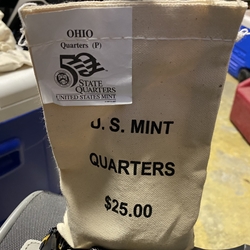 OHIO
Quarters (P)
50
STATE
QUARTERS
UNITED STATES MINT
U. S. MINT
QUARTERS
$25.00